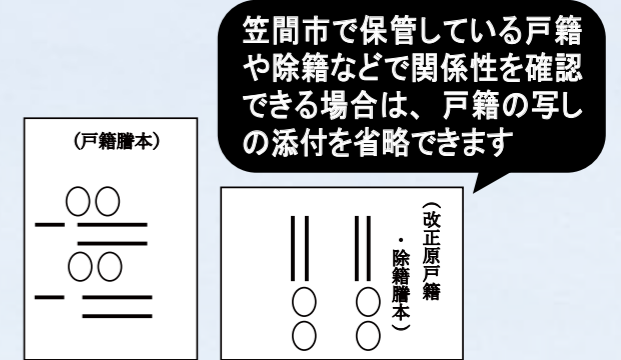 笠間市で保管している戸籍
や除籍などで関係性を確認
できる場合は、戸籍の写し
の添付を省略できます
（戸籍謄本）
○○
○○
（改正原戸籍
・除籍謄本）
○○
○○